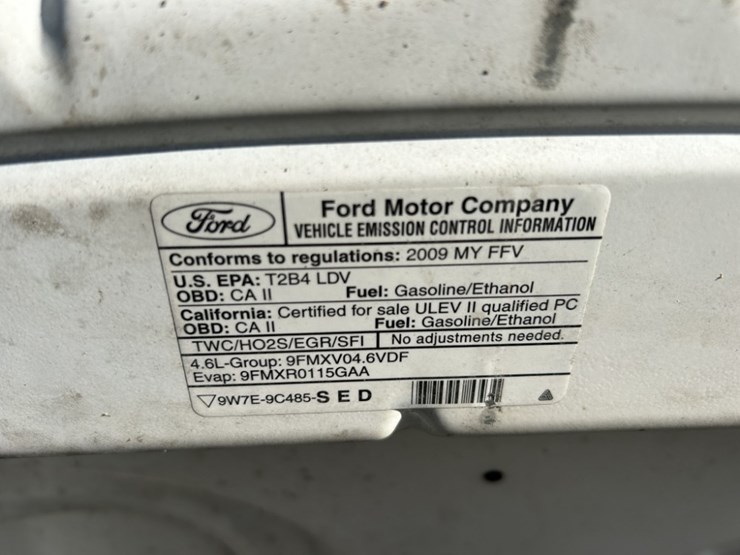 Ford
Ford Motor Company
VEHICLE EMISSION CONTROL INFORMATION
Conforms to regulations: 2009 MY FFV
U.S. EPA: T2B4 LDV
OBD: CA II Fuel: Gasoline/Ethanol
California: Certified for sale ULEV II qualified PC
OBD: CA II Fuel: Gasoline/Ethanol
TWC/HO2S/EGR/SFI No adjustments needed.
4.6L-Group: 9FMXV04.6VDF
Evap: 9FMXR0115GAA
9W7E-9C485-SED